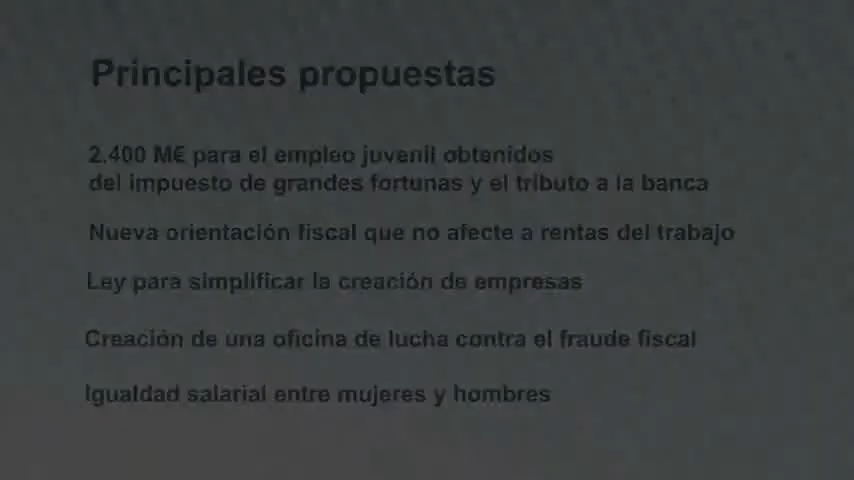 Principales propuestas
2.400 M€ para el empleo juvenil obtenidos
del impuesto de grandes fortunas y el tributo a la banca
Nueva orientación fiscal que no afecte a rentas del trabajo
Ley para simplificar la creación de empresas
Creación de una oficina de lucha contra el fraude fiscal
Igualdad salarial entre mujeres y hombres